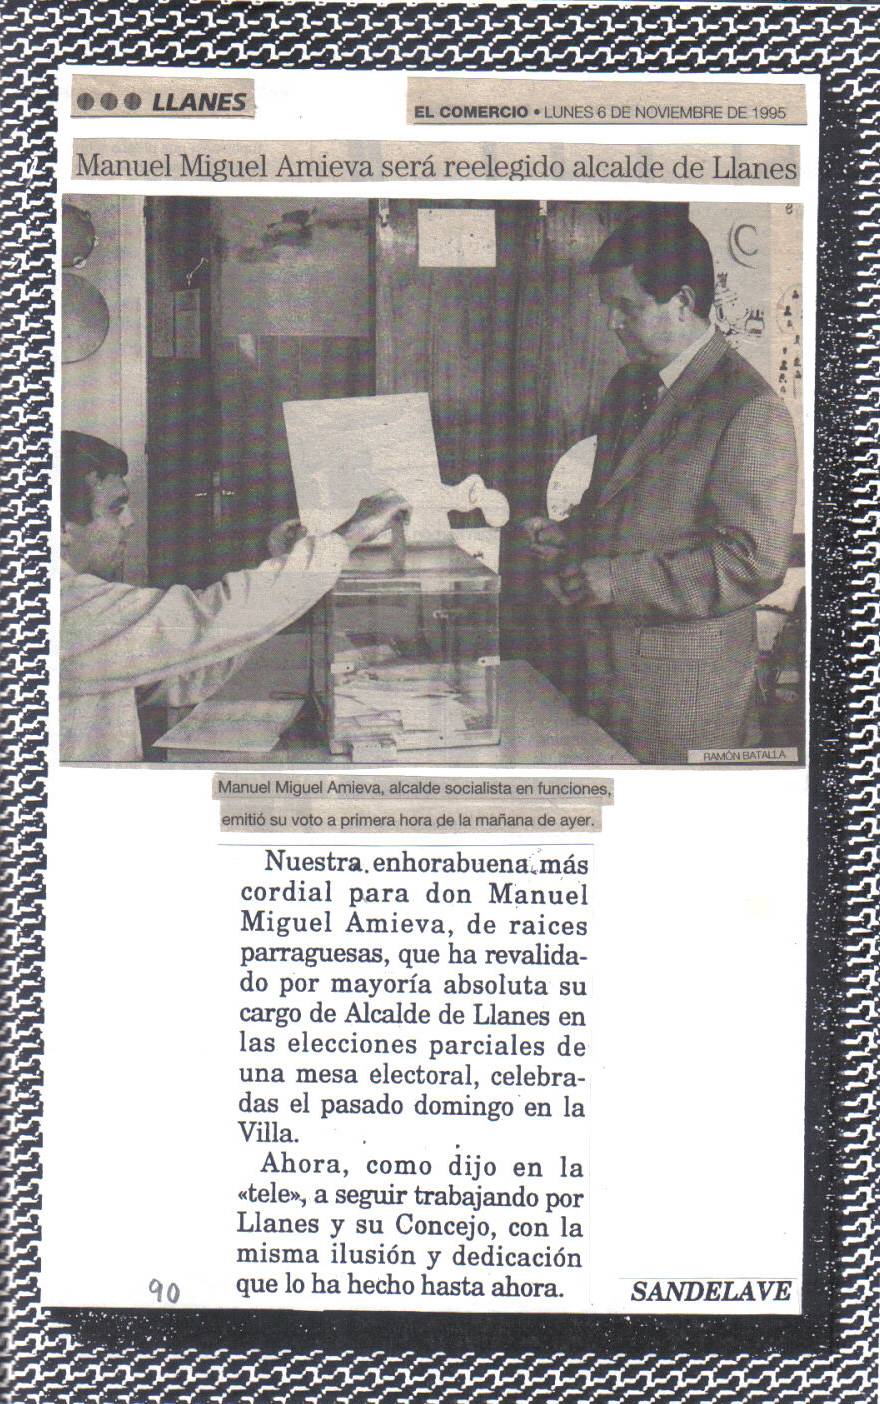 LLANES
EL COMERCIO • LUNES 6 DE NOVIEMBRE DE 1995
Manuel Miguel Amieva será reelegido alcalde de Llanes
RAMÓN BATALLA
Manuel Miguel Amieva, alcalde socialista en funciones,
emitió su voto a primera hora de la mañana de ayer.
Nuestra enhorabuena más
cordial para don Manuel
Miguel Amieva, de raices
parraguesas, que ha revalida-
do por mayoría absoluta su
cargo de Alcalde de Llanes en
las elecciones parciales de
una mesa electoral, celebra-
das el pasado domingo en la
Villa.
Ahora, como dijo en la
«tele», a seguir trabajando por
Llanes y su Concejo, con la
misma ilusión y dedicación
que lo ha hecho hasta ahora.
SANDELAVE
90